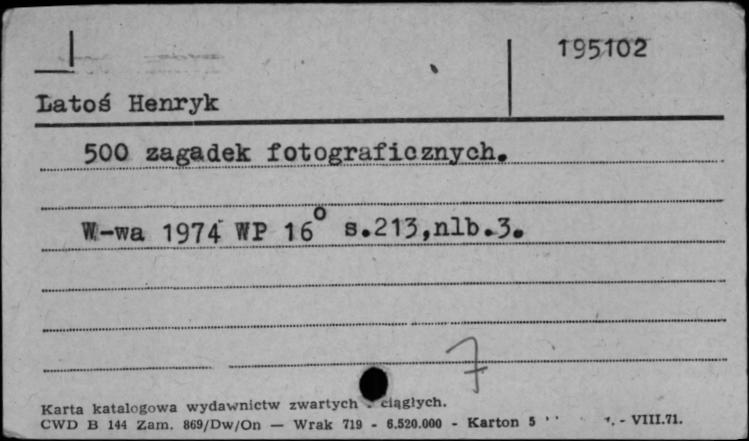 195102
Latoś Henryk
500 zagadek fotograficznych.
W-wa 1974 WP 16° s.213,nlb.3.
7
Karta katalogowa wydawnictw zwartych ciągłych.
CWD B 144 Zam. 869/Dw/On — Wrak 719 - 6.520.000 - Karton 5 - VIII.71.